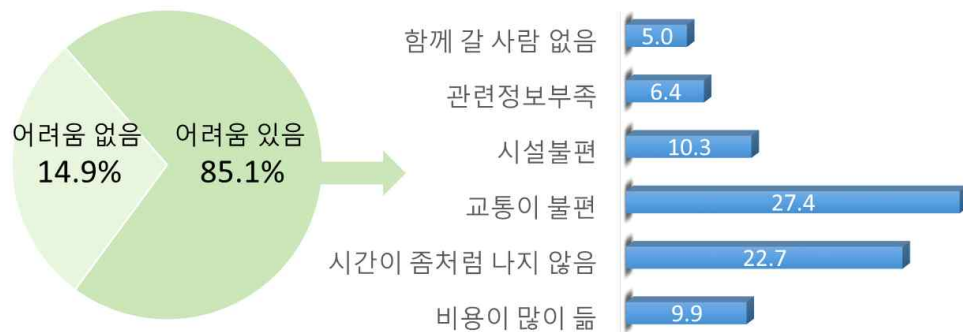 어려움 없음
14.9%
어려움 있음
85.1%
함께 갈 사람 없음 5.0
관련정보부족 6.4
시설불편 10.3
교통이 불편 27.4
시간이 좀처럼 나지 않음 22.7
비용이 많이 듦 9.9